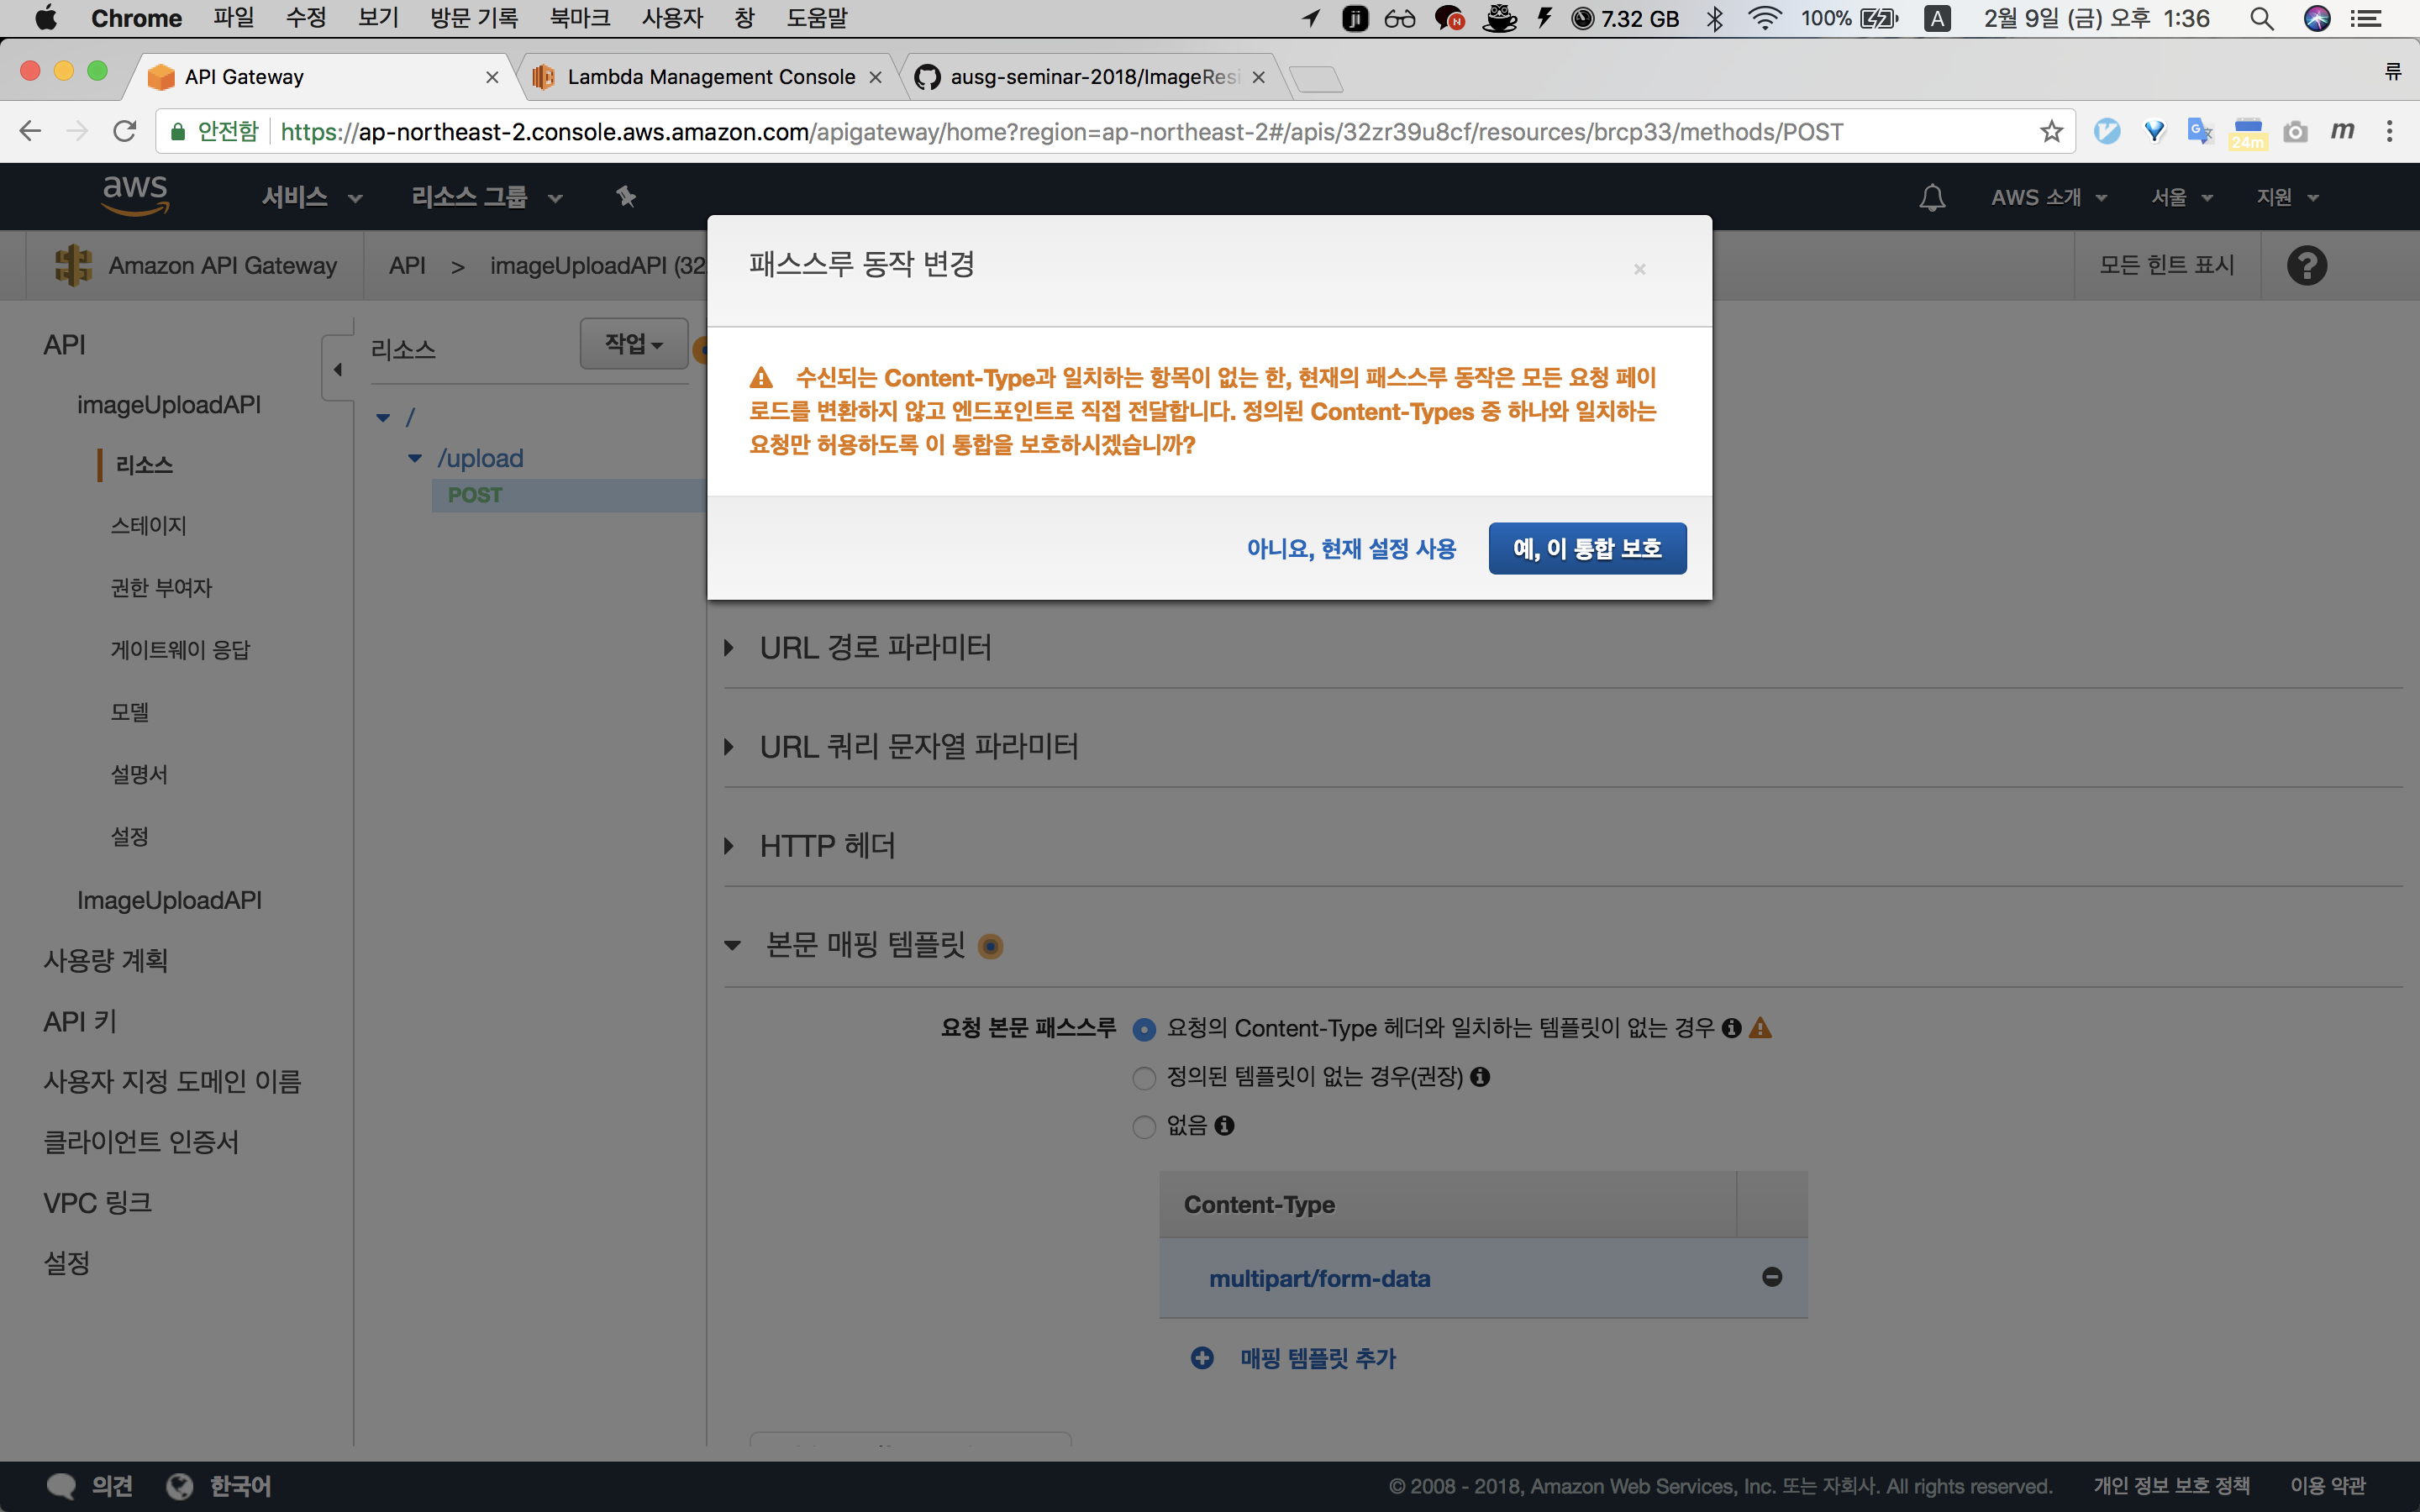 Chrome 파일 수정 보기 방문 기록 북마크 사용자 창 도움말 ji N 7.32 GB 100% A 2월 9일 (금) 오후 1:36
API Gateway Lambda Management Console ausg-seminar-2018/ImageResi 류
안전함 https://ap-northeast-2.console.aws.amazon.com/apigateway/home?region=ap-northeast-2#/apis/32zr39u8cf/resources/brcp33/methods/POST 24m m
aws 서비스 리소스 그룹 AWS 소개 서울 지원
Amazon API Gateway API > imageUploadAPI (32 모든 힌트 표시 ?
패스스루 동작 변경 ×
수신되는 Content-Type과 일치하는 항목이 없는 한, 현재의 패스스루 동작은 모든 요청 페이
로드를 변환하지 않고 엔드포인트로 직접 전달합니다. 정의된 Content-Types 중 하나와 일치하는
요청만 허용하도록 이 통합을 보호하시겠습니까?
아니요, 현재 설정 사용 예, 이 통합 보호
API
imageUploadAPI
리소스
스테이지
권한 부여자
게이트웨이 응답
모델
설명서
설정
ImageUploadAPI
사용량 계획
API 키
사용자 지정 도메인 이름
클라이언트 인증서
VPC 링크
설정
리소스 작업
/
/upload
POST
URL 경로 파라미터
URL 쿼리 문자열 파라미터
HTTP 헤더
본문 매핑 템플릿
요청 본문 패스스루 요청의 Content-Type 헤더와 일치하는 템플릿이 없는 경우
정의된 템플릿이 없는 경우(권장)
없음
Content-Type
multipart/form-data
매핑 템플릿 추가
의견 한국어 © 2008 - 2018, Amazon Web Services, Inc. 또는 자회사. All rights reserved. 개인 정보 보호 정책 이용 약관